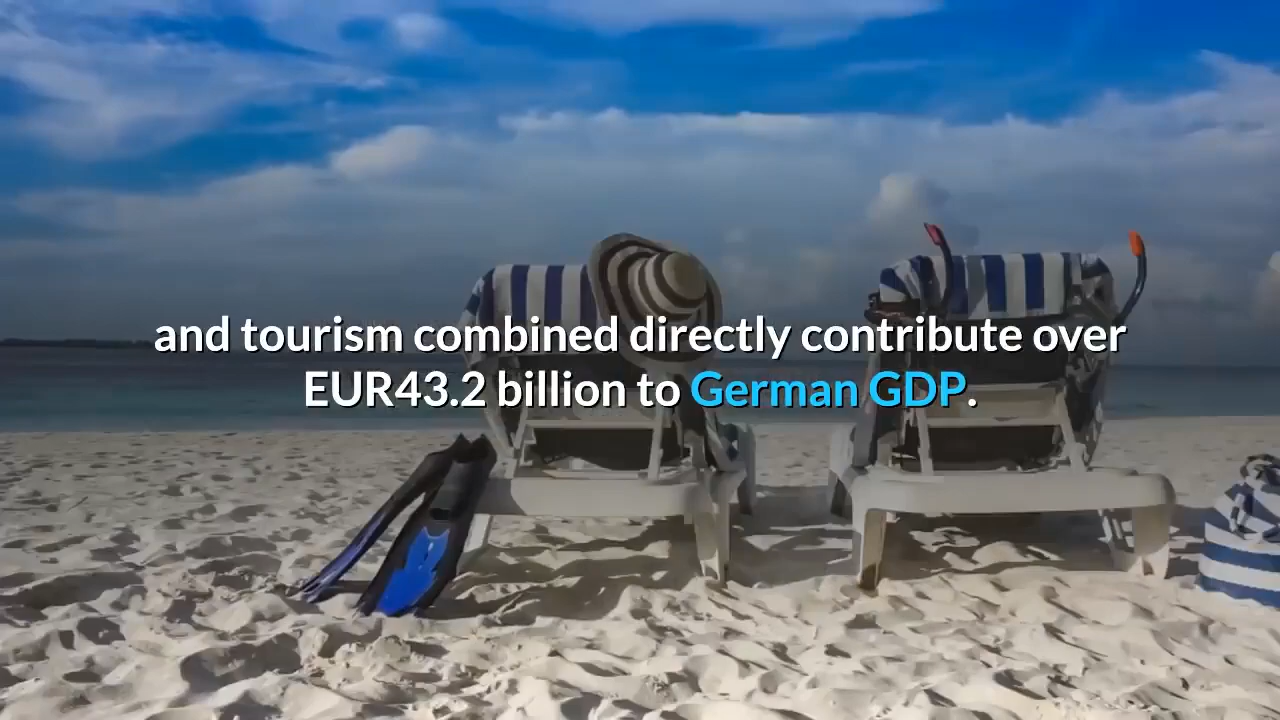 and tourism combined directly contribute over
EUR43.2 billion to German GDP.